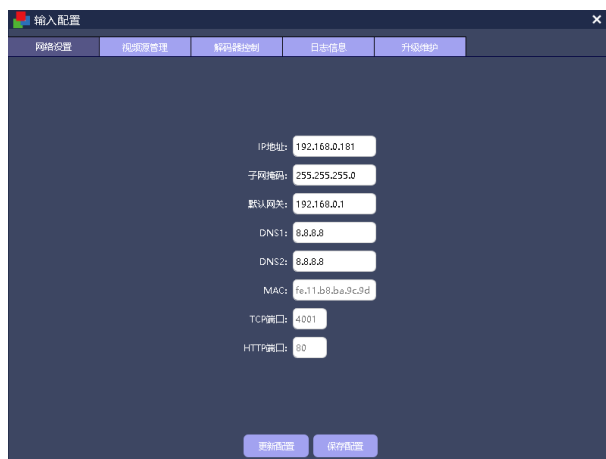 输入配置
网络设置 视频源管理 解码器控制 日志信息 升级维护
IP地址: 192.168.0.181
子网掩码: 255.255.255.0
默认网关: 192.168.0.1
DNS1: 8.8.8.8
DNS2: 8.8.8.8
MAC: fe.11.b8.ba.9c.9d
TCP端口: 4001
HTTP端口: 80
更新配置 保存配置